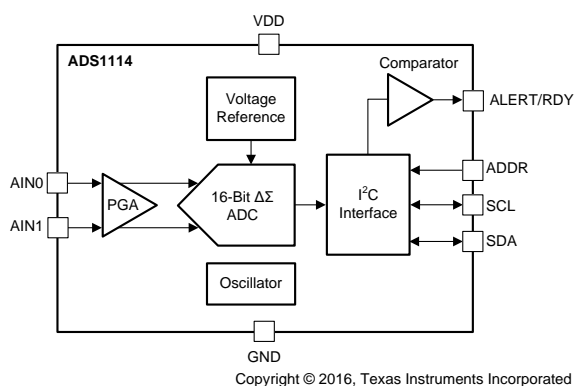 VDD
ADS1114
Comparator
Voltage
Reference
ALERT/RDY
AIN0
PGA
16-Bit ΔΣ
ADC
I²C
Interface
ADDR
SCL
AIN1
SDA
Oscillator
GND
Copyright © 2016, Texas Instruments Incorporated